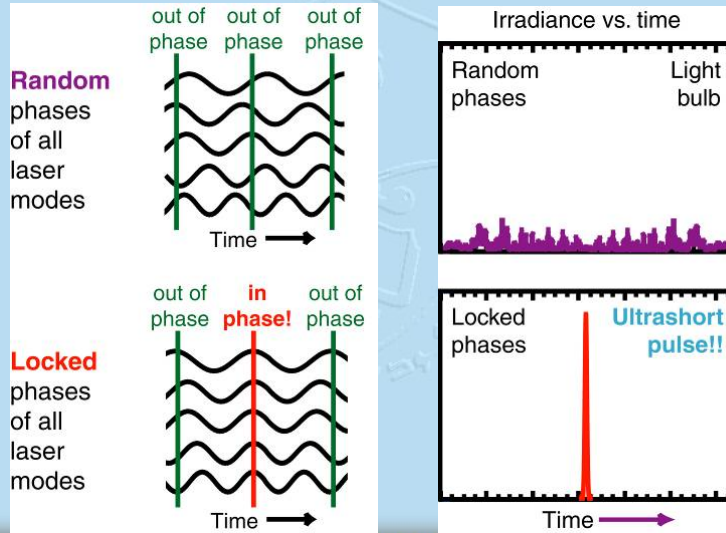 out of out of out of
phase phase phase
Random
phases
of all
laser
modes
Time
Irradiance vs. time
Random Light
phases bulb
out of in out of
phase phase! phase
Locked
phases
of all
laser
modes
Time
Locked Ultrashort
phases pulse!!
Time